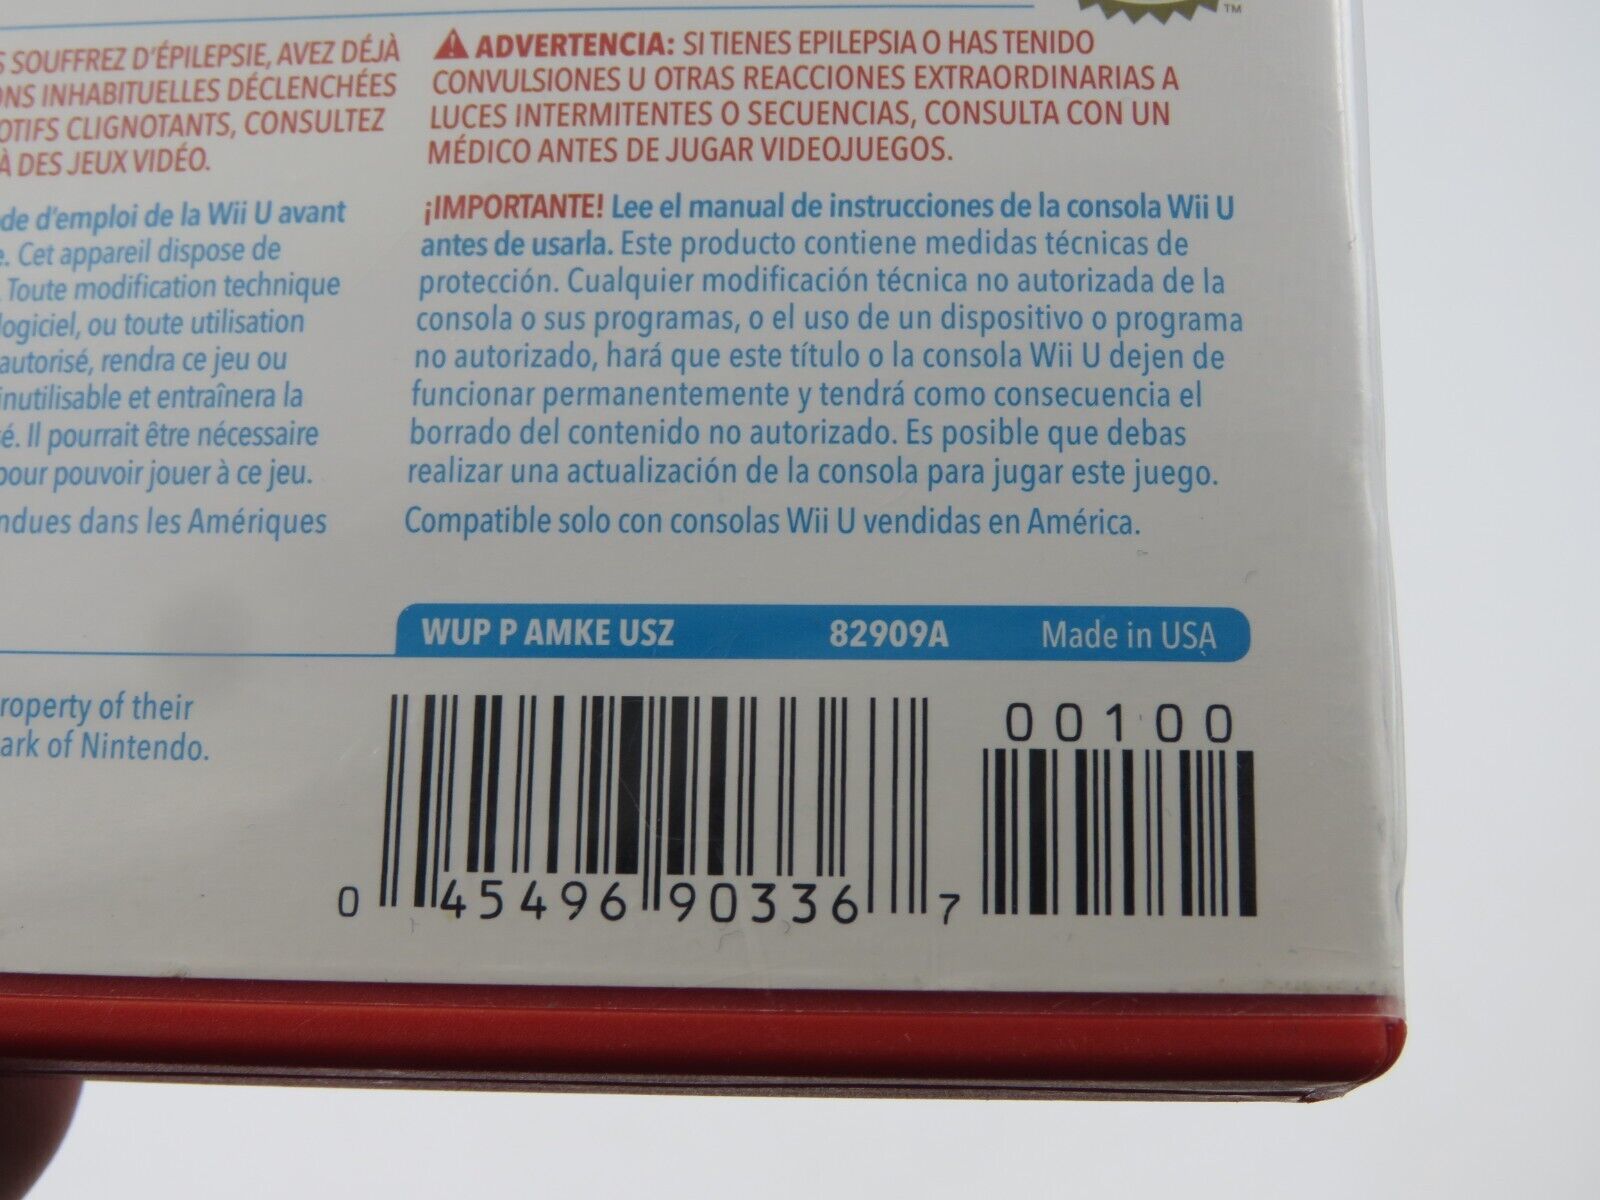 ™
S SOUFFREZ D'ÉPILEPSIE, AVEZ DÉJÀ
ONS INHABITUELLES DÉCLENCHÉES
OTIFS CLIGNOTANTS, CONSULTEZ
À DES JEUX VIDÉO.
de d'emploi de la Wii U avant
e. Cet appareil dispose de
. Toute modification technique
logiciel, ou toute utilisation
autorisé, rendra ce jeu ou
inutilisable et entraînera la
sé. Il pourrait être nécessaire
pour pouvoir jouer à ce jeu.
ndues dans les Amériques
ADVERTENCIA: SI TIENES EPILEPSIA O HAS TENIDO
CONVULSIONES U OTRAS REACCIONES EXTRAORDINARIAS A
LUCES INTERMITENTES O SECUENCIAS, CONSULTA CON UN
MÉDICO ANTES DE JUGAR VIDEOJUEGOS.
¡IMPORTANTE! Lee el manual de instrucciones de la consola Wii U
antes de usarla. Este producto contiene medidas técnicas de
protección. Cualquier modificación técnica no autorizada de la
consola o sus programas, o el uso de un dispositivo o programa
no autorizado, hará que este título o la consola Wii U dejen de
funcionar permanentemente y tendrá como consecuencia el
borrado del contenido no autorizado. Es posible que debas
realizar una actualización de la consola para jugar este juego.
Compatible solo con consolas Wii U vendidas en América.
WUP P AMKE USZ 82909A Made in USA
roperty of their
ark of Nintendo.
00100
0 45496 90336 7